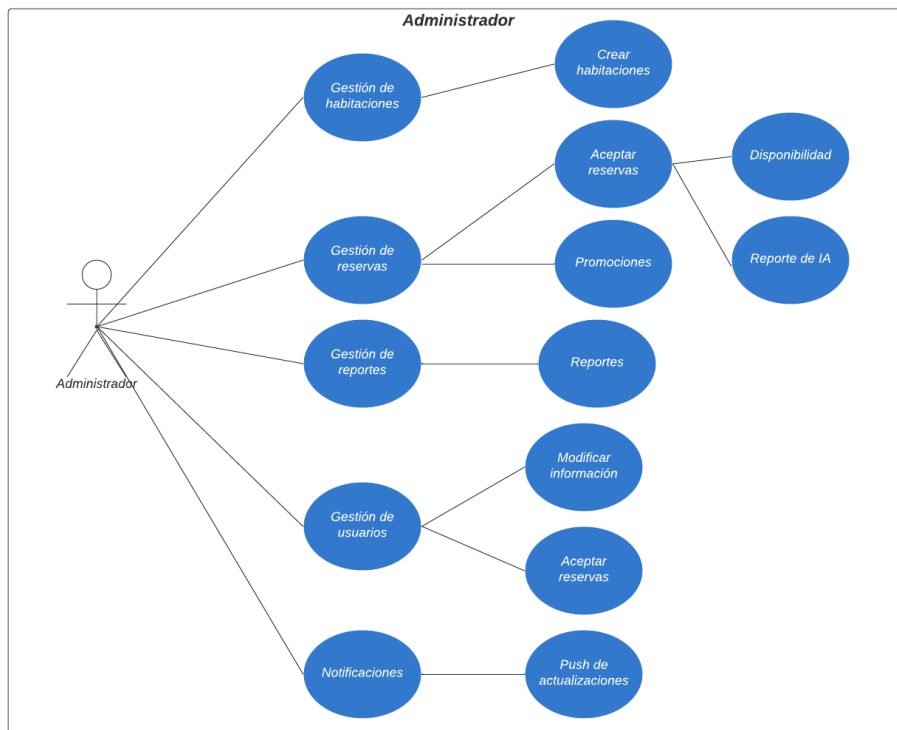 Administrador
Gestión de
habitaciones
Crear
habitaciones
Aceptar
reservas
Disponibilidad
Gestión de
reservas
Promociones
Reporte de IA
Administrador
Gestión de
reportes
Reportes
Modificar
información
Gestión de
usuarios
Aceptar
reservas
Notificaciones
Push de
actualizaciones